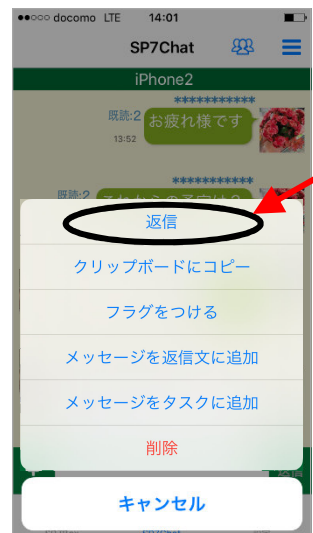 docomo LTE 14:01
SP7Chat
iPhone2
***********
既読:2 お疲れ様です
13:52
***********
既読:2
返信
クリップボードにコピー
フラグをつける
メッセージを返信文に追加
メッセージをタスクに追加
削除
キャンセル